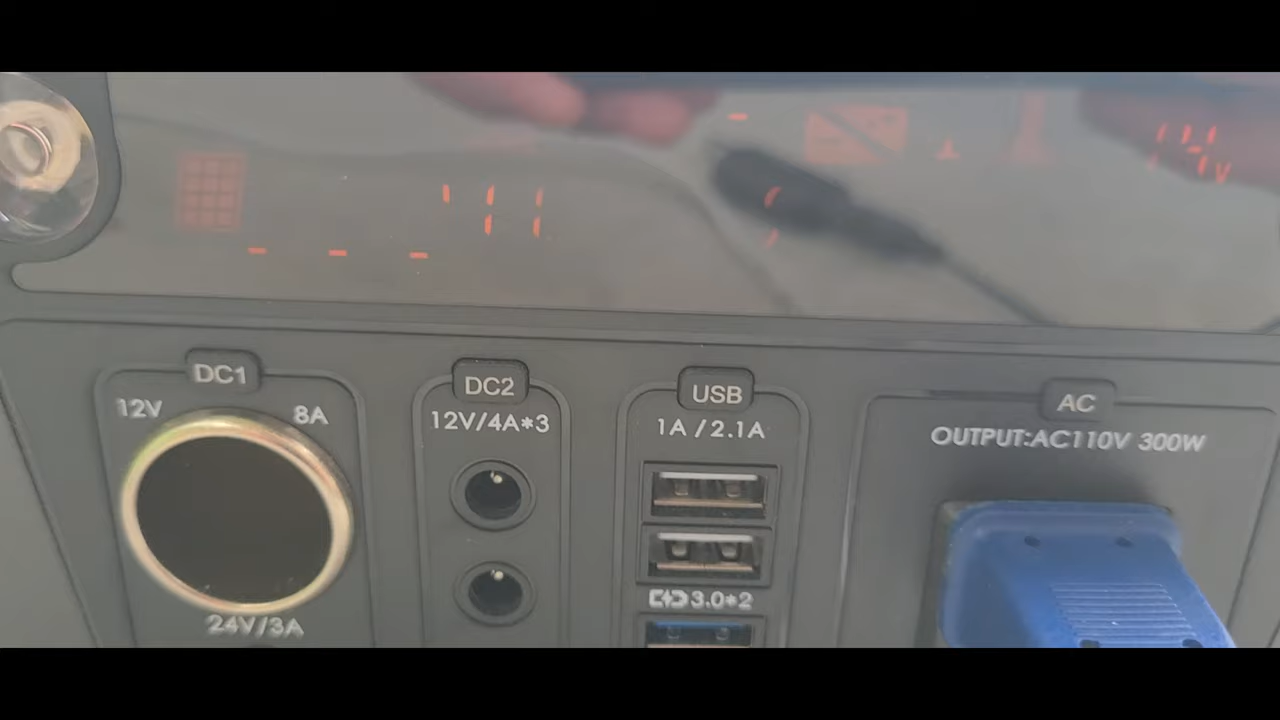 DC1
12V 8A
24V/3A
DC2
12V/4A*3
USB
1A /2.1A
3.0*2
AC
OUTPUT:AC110V 300W